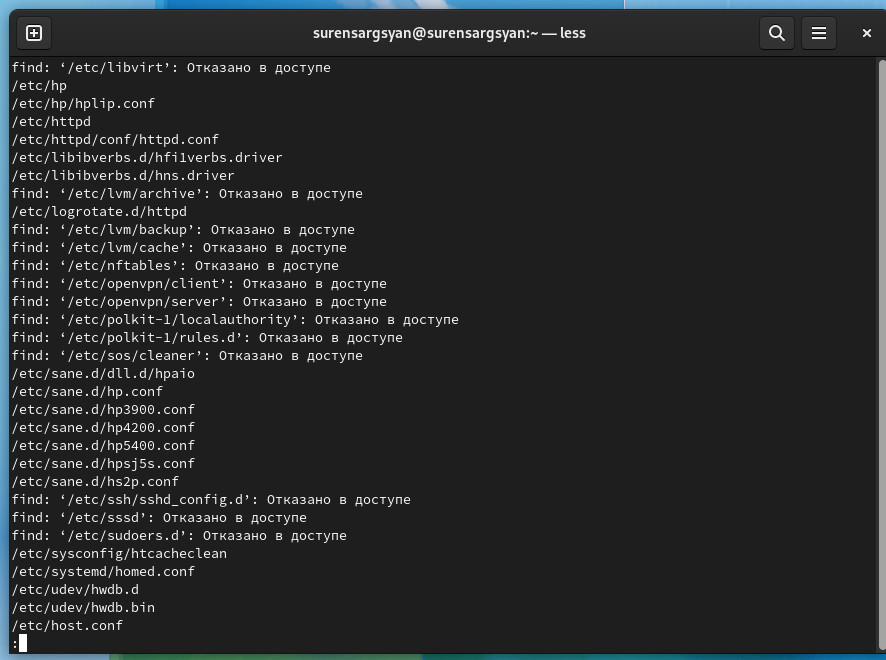 surensargsyan@surensargsyan:~ — less
find: ‘/etc/libvirt’: Отказано в доступе
/etc/hp
/etc/hp/hplip.conf
/etc/httpd
/etc/httpd/conf/httpd.conf
/etc/libibverbs.d/hfi1verbs.driver
/etc/libibverbs.d/hns.driver
find: ‘/etc/lvm/archive’: Отказано в доступе
/etc/logrotate.d/httpd
find: ‘/etc/lvm/backup’: Отказано в доступе
find: ‘/etc/lvm/cache’: Отказано в доступе
find: ‘/etc/nftables’: Отказано в доступе
find: ‘/etc/openvpn/client’: Отказано в доступе
find: ‘/etc/openvpn/server’: Отказано в доступе
find: ‘/etc/polkit-1/localauthority’: Отказано в доступе
find: ‘/etc/polkit-1/rules.d’: Отказано в доступе
find: ‘/etc/sos/cleaner’: Отказано в доступе
/etc/sane.d/dll.d/hpaio
/etc/sane.d/hp.conf
/etc/sane.d/hp3900.conf
/etc/sane.d/hp4200.conf
/etc/sane.d/hp5400.conf
/etc/sane.d/hpsj5s.conf
/etc/sane.d/hs2p.conf
find: ‘/etc/ssh/sshd_config.d’: Отказано в доступе
find: ‘/etc/sssd’: Отказано в доступе
find: ‘/etc/sudoers.d’: Отказано в доступе
/etc/sysconfig/htcacheclean
/etc/systemd/homed.conf
/etc/udev/hwdb.d
/etc/udev/hwdb.bin
/etc/host.conf
: